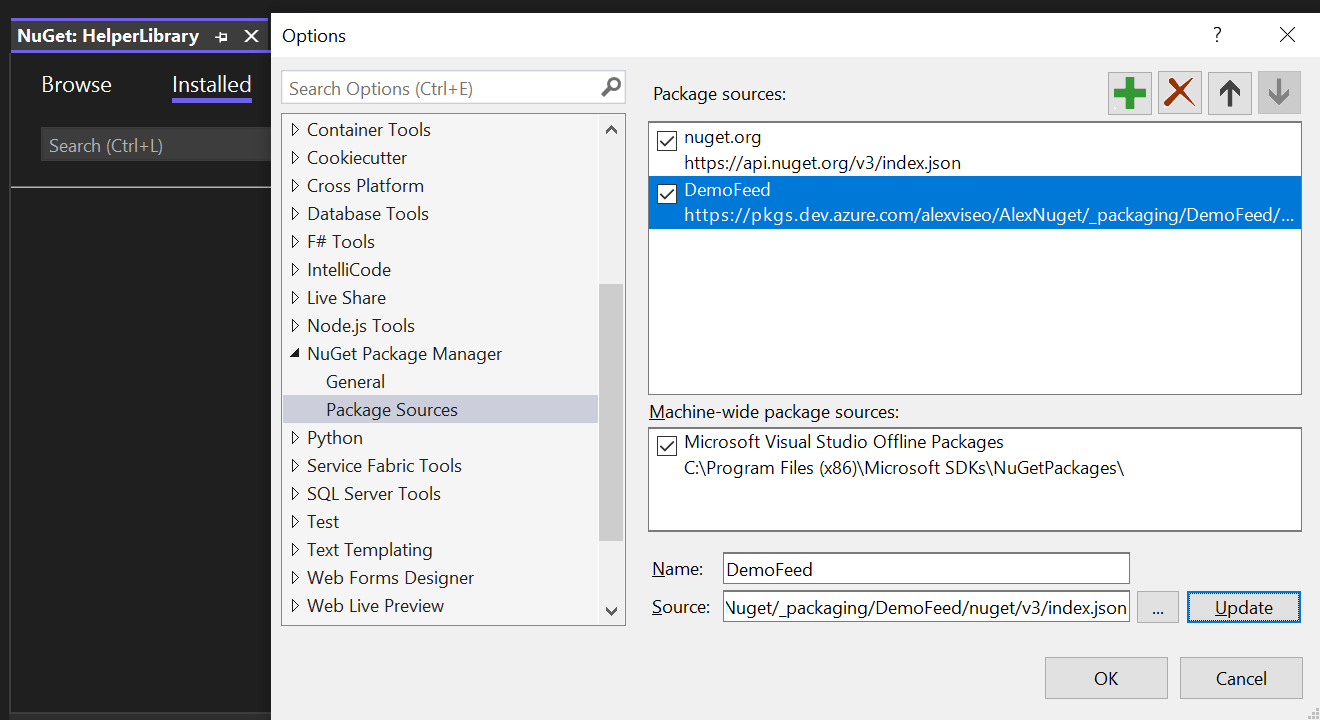 NuGet: HelperLibrary
Browse
Installed
Search (Ctrl+L)
Options
?
Search Options (Ctrl+E)
Container Tools
Cookiecutter
Cross Platform
Database Tools
F# Tools
IntelliCode
Live Share
Node.js Tools
NuGet Package Manager
General
Package Sources
Python
Service Fabric Tools
SQL Server Tools
Test
Text Templating
Web Forms Designer
Web Live Preview
Package sources:
nuget.org
https://api.nuget.org/v3/index.json
DemoFeed
https://pkgs.dev.azure.com/alexviseo/AlexNuget/_packaging/DemoFeed/...
Machine-wide package sources:
Microsoft Visual Studio Offline Packages
C:\Program Files (x86)\Microsoft SDKs\NuGetPackages\
Name:
DemoFeed
Source:
Nuget/_packaging/DemoFeed/nuget/v3/index.json
...
Update
OK
Cancel